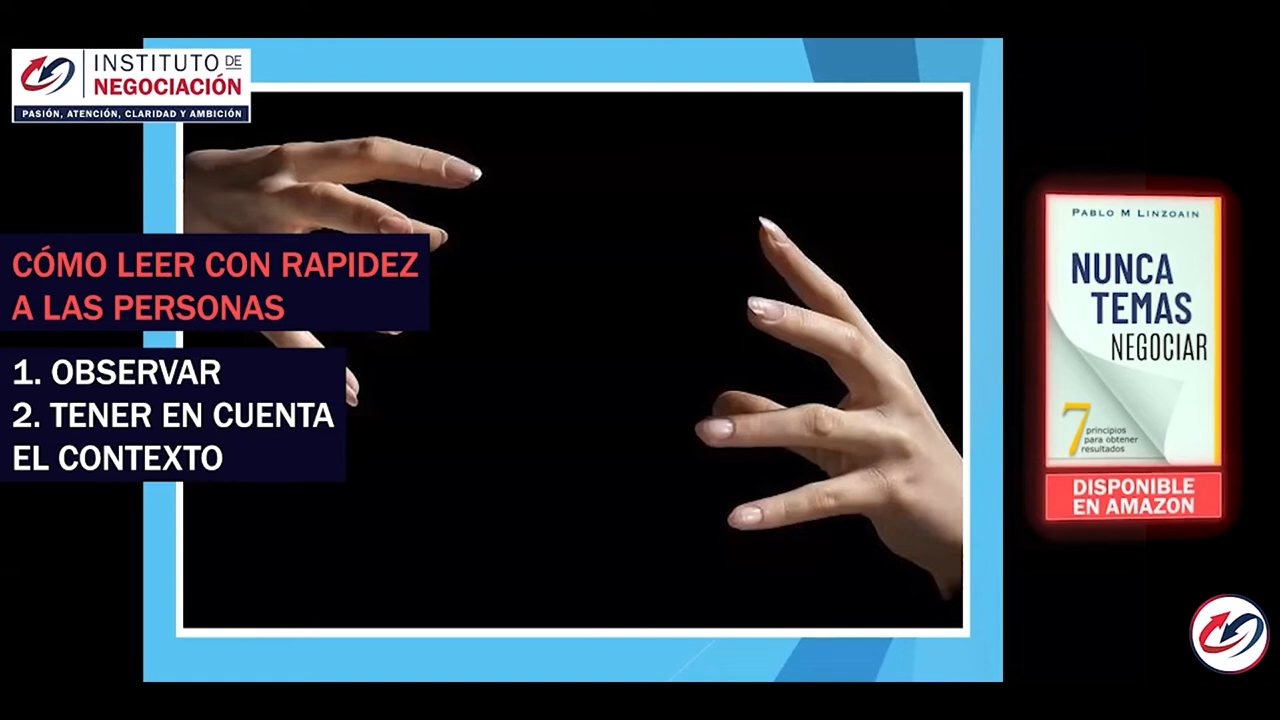 INSTITUTO DE
NEGOCIACIÓN
PASIÓN, ATENCIÓN, CLARIDAD Y AMBICIÓN
CÓMO LEER CON RAPIDEZ
A LAS PERSONAS
1. OBSERVAR
2. TENER EN CUENTA
EL CONTEXTO
PABLO M LINZOAIN
NUNCA
TEMAS
NEGOCIAR
7 principios
para obtener
resultados
DISPONIBLE
EN AMAZON